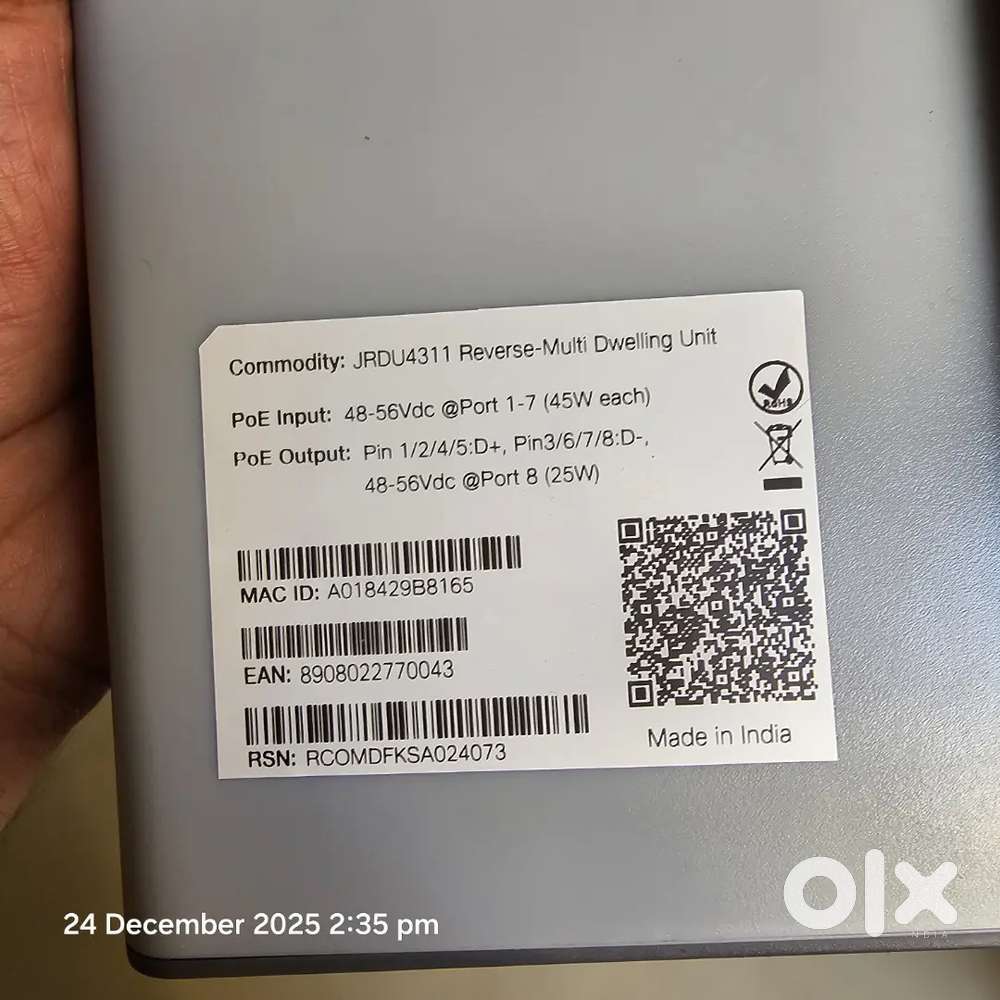 Commodity: JRDU4311 Reverse-Multi Dwelling Unit
PoE Input: 48-56Vdc @Port 1-7 (45W each)
PoE Output: Pin 1/2/4/5:D+, Pin3/6/7/8:D-,
48-56Vdc @Port 8 (25W)
RoHS
MAC ID: A018429B8165
EAN: 8908022770043
RSN: RCOMDFKSA024073
Made in India
24 December 2025 2:35 pm
olx
INDIA